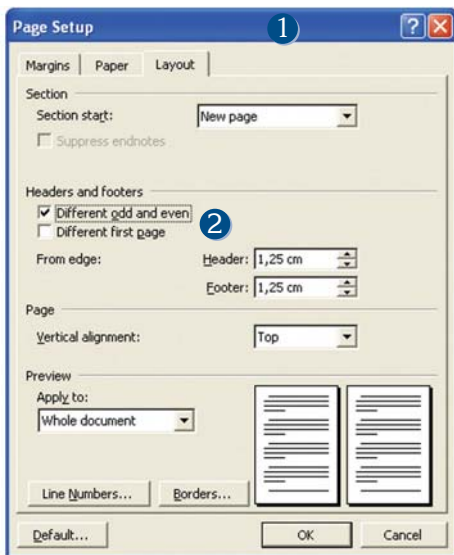 Page Setup
1
Margins Paper Layout
Section
Section start: New page
Suppress endnotes
Headers and footers
Different odd and even
2
Different first page
From edge: Header: 1,25 cm
Footer: 1,25 cm
Page
Vertical alignment: Top
Preview
Apply to:
Whole document
Line Numbers... Borders...
Default... OK Cancel